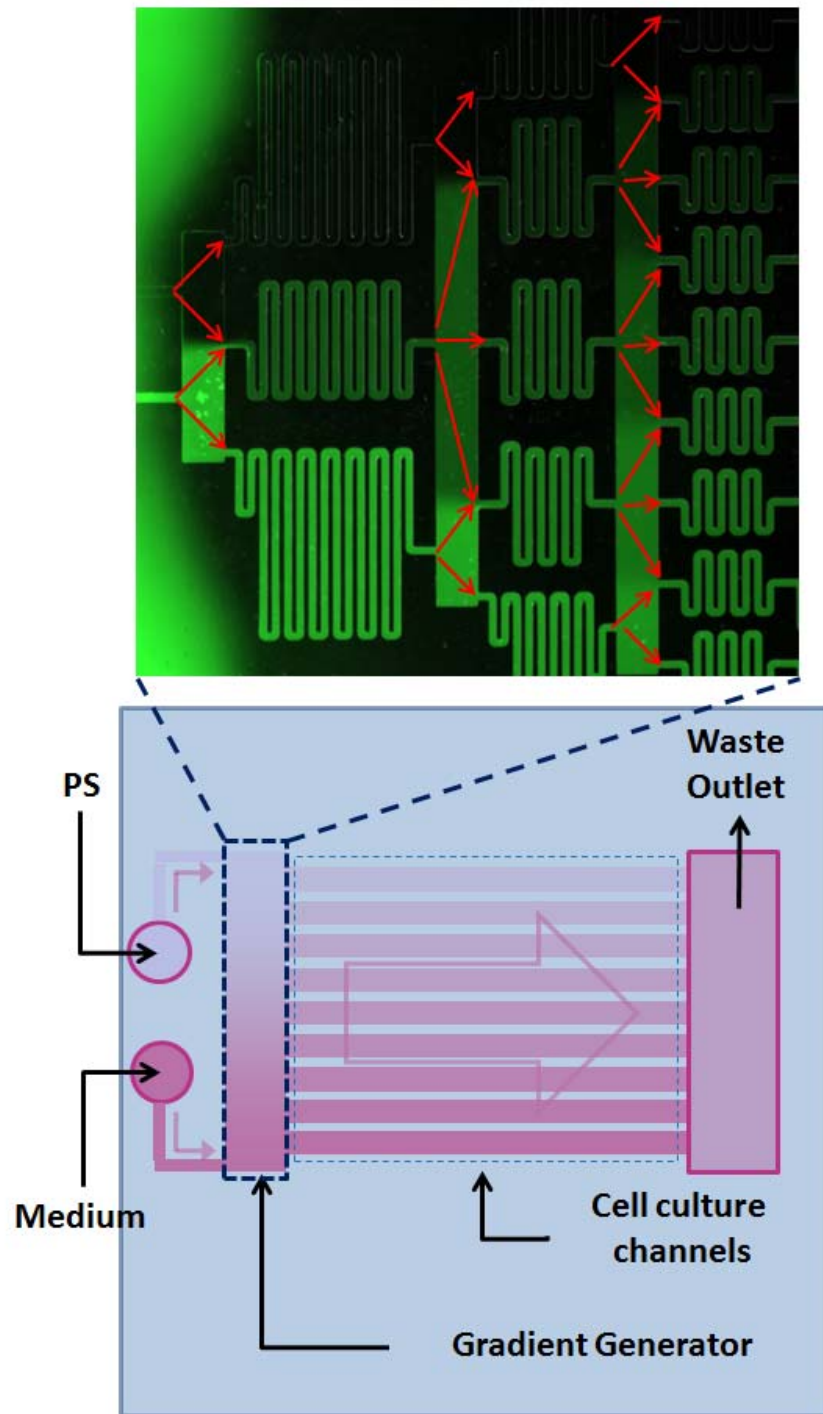 PS
Waste
Outlet
Medium
Cell culture
channels
Gradient Generator